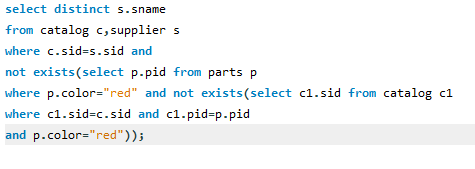 select distinct s.sname
from catalog c,supplier s
where c.sid=s.sid and
not exists(select p.pid from parts p
where p.color="red" and not exists(select c1.sid from catalog c1
where c1.sid=c.sid and c1.pid=p.pid
and p.color="red"));